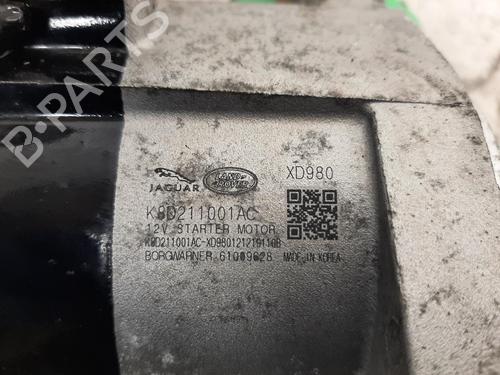 B-PARTS
JAGUAR
LAND ROVER
XD980
K8D211001AC
12V STARTER MOTOR
K8D211001AC-XD980121219110B
BORGWARNER 61009628 MADE IN KOREA